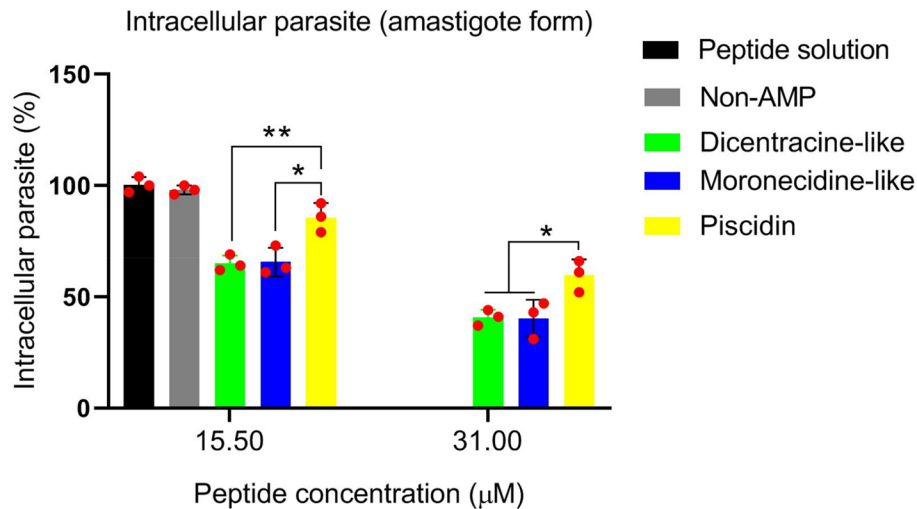 Intracellular parasite (amastigote form)
Intracellular parasite (%)
150
100
50
0
**
*
*
15.50
31.00
Peptide concentration (μM)
Peptide solution
Non-AMP
Dicentracine-like
Moronecidine-like
Piscidin